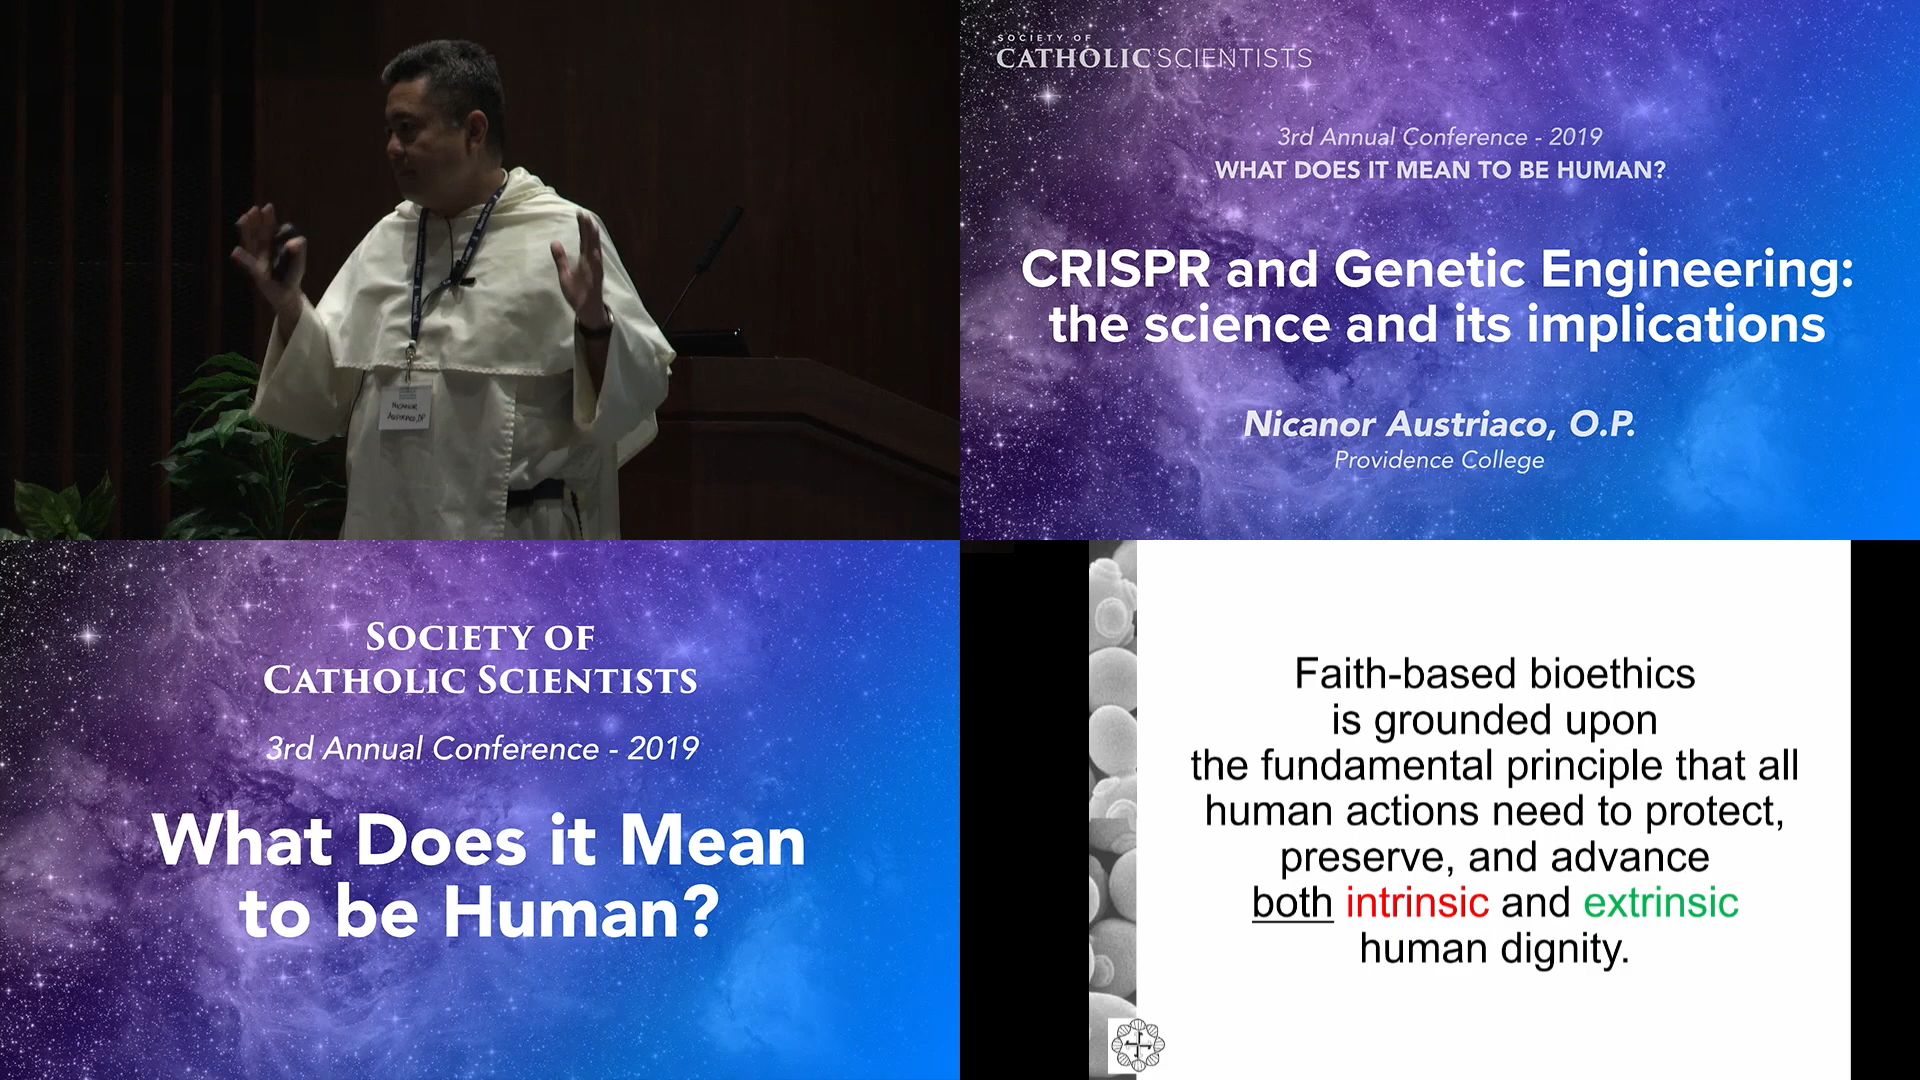 NICANOR
AUSTRIACO, OP
SOCIETY OF
CATHOLIC SCIENTISTS
3rd Annual Conference - 2019
WHAT DOES IT MEAN TO BE HUMAN?
CRISPR and Genetic Engineering:
the science and its implications
Nicanor Austriaco, O.P.
Providence College
SOCIETY OF
CATHOLIC SCIENTISTS
3rd Annual Conference - 2019
What Does it Mean
to be Human?
Faith-based bioethics
is grounded upon
the fundamental principle that all
human actions need to protect,
preserve, and advance
both intrinsic and extrinsic
human dignity.